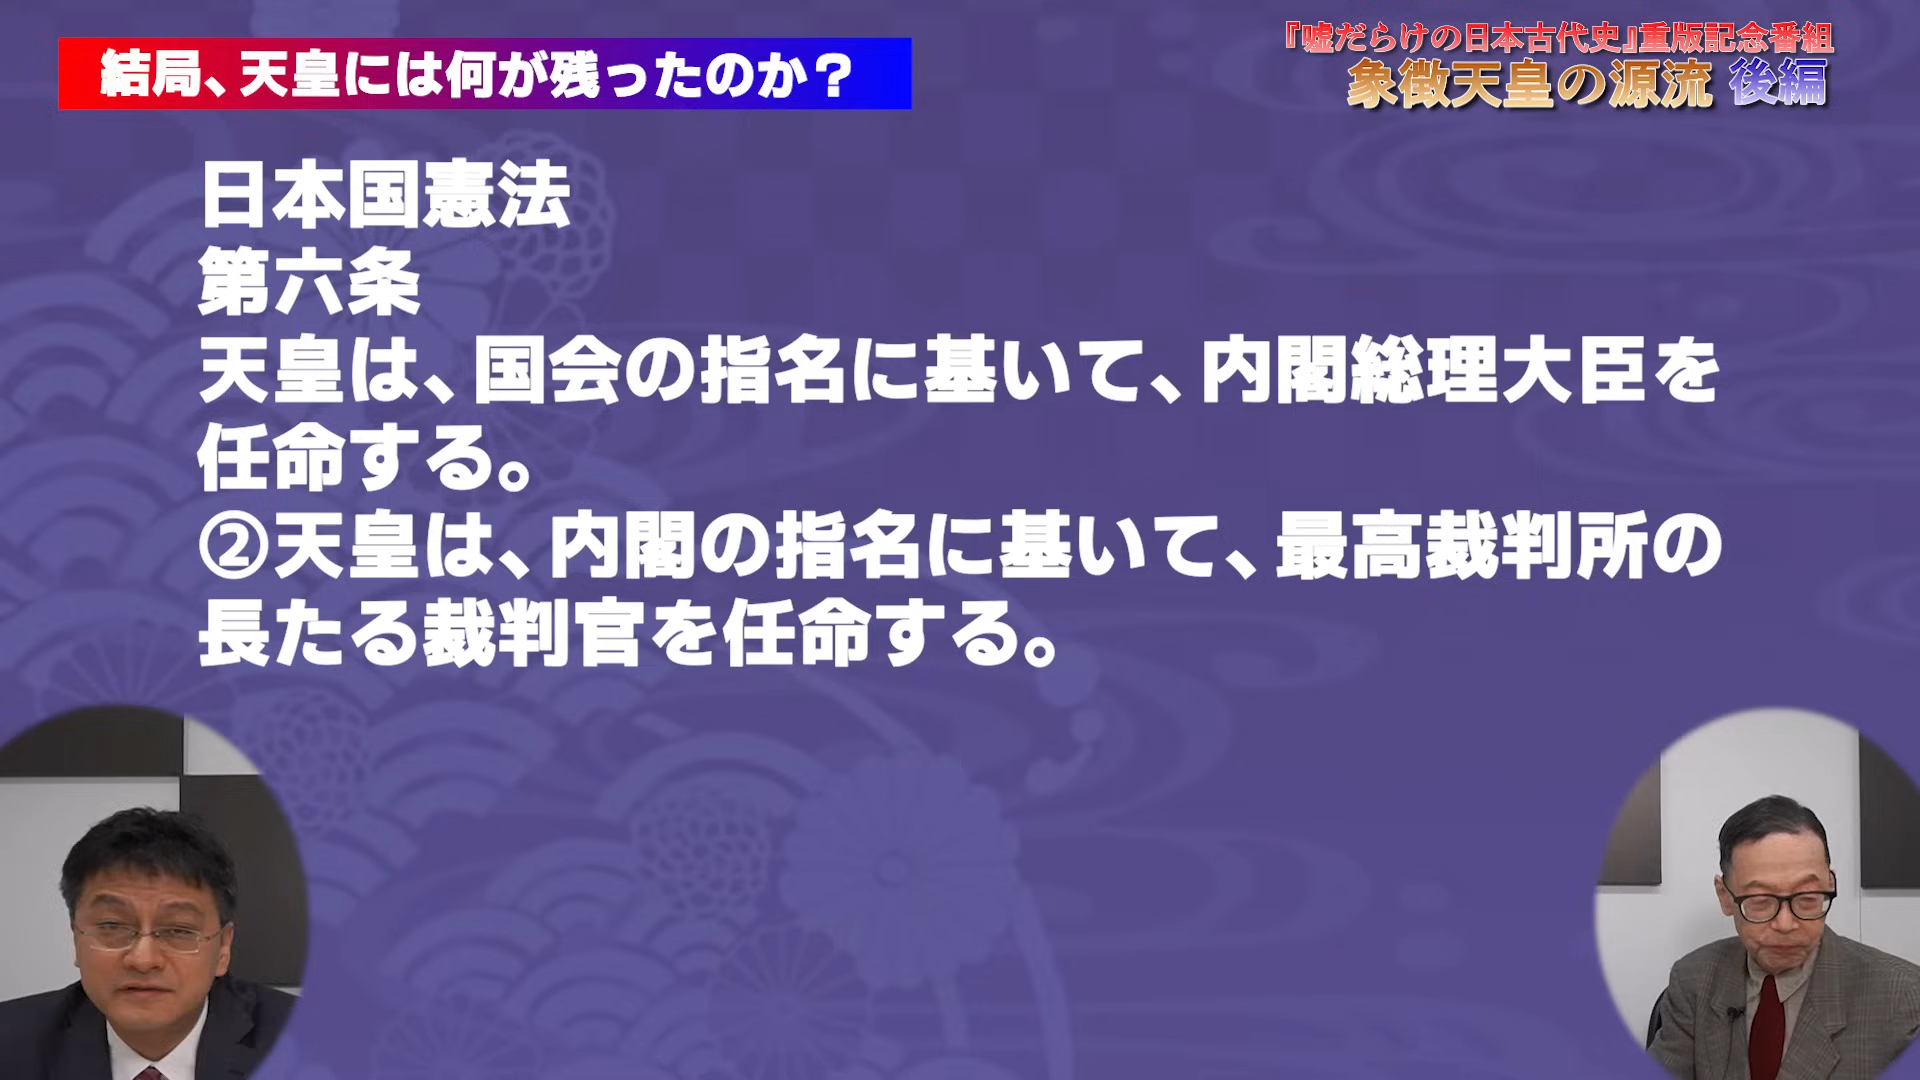 結局、天皇には何が残ったのか？
『嘘だらけの日本古代史』重版記念番組
象徴天皇の源流 後編
日本国憲法
第六条
天皇は、国会の指名に基いて、内閣総理大臣を
任命する。
②天皇は、内閣の指名に基いて、最高裁判所の
長たる裁判官を任命する。